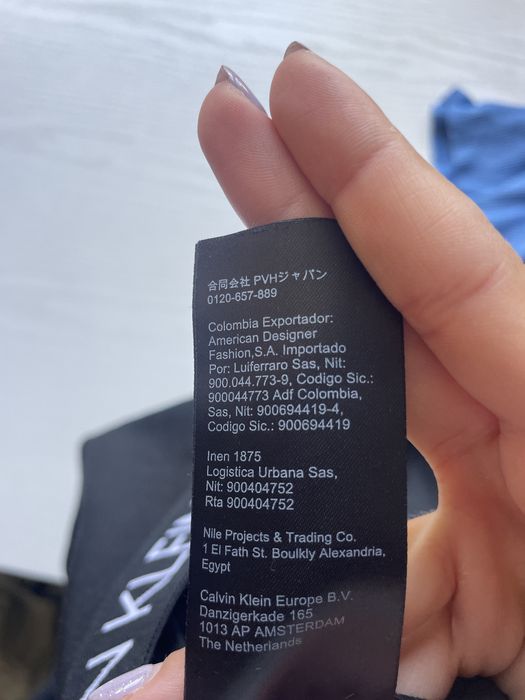 合同会社 PVHジャパン
0120-657-889
Colombia Exportador:
American Designer
Fashion,S.A. Importado
Por: Luiferraro Sas, Nit:
900.044.773-9, Codigo Sic.:
900044773 Adf Colombia,
Sas, Nit: 900694419-4,
Codigo Sic.: 900694419
Inen 1875
Logistica Urbana Sas,
Nit: 900404752
Rta 900404752
Nile Projects & Trading Co.
1 El Fath St. Boulkly Alexandria,
Egypt
Calvin Klein Europe B.V.
Danzigerkade 165
1013 AP AMSTERDAM
The Netherlands
N KLEI